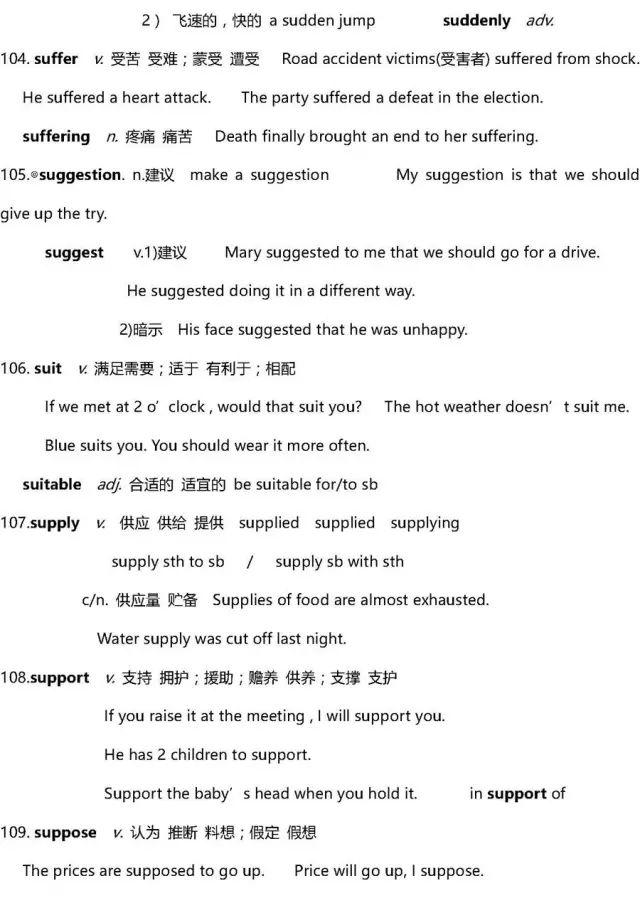 2） 飞速的，快的 a sudden jump suddenly adv.
104. suffer v. 受苦 受难；蒙受 遭受 Road accident victims(受害者) suffered from shock.
He suffered a heart attack. The party suffered a defeat in the election.
suffering n. 疼痛 痛苦 Death finally brought an end to her suffering.
105.⊙suggestion. n.建议 make a suggestion My suggestion is that we should
give up the try.
suggest v.1)建议 Mary suggested to me that we should go for a drive.
He suggested doing it in a different way.
2)暗示 His face suggested that he was unhappy.
106. suit v. 满足需要；适于 有利于；相配
If we met at 2 o’clock , would that suit you? The hot weather doesn’t suit me.
Blue suits you. You should wear it more often.
suitable adj. 合适的 适宜的 be suitable for/to sb
107.supply v. 供应 供给 提供 supplied supplied supplying
supply sth to sb / supply sb with sth
c/n. 供应量 贮备 Supplies of food are almost exhausted.
Water supply was cut off last night.
108.support v. 支持 拥护；援助；赡养 供养；支撑 支护
If you raise it at the meeting , I will support you.
He has 2 children to support.
Support the baby’s head when you hold it. in support of
109. suppose v. 认为 推断 料想；假定 假想
The prices are supposed to go up. Price will go up, I suppose.